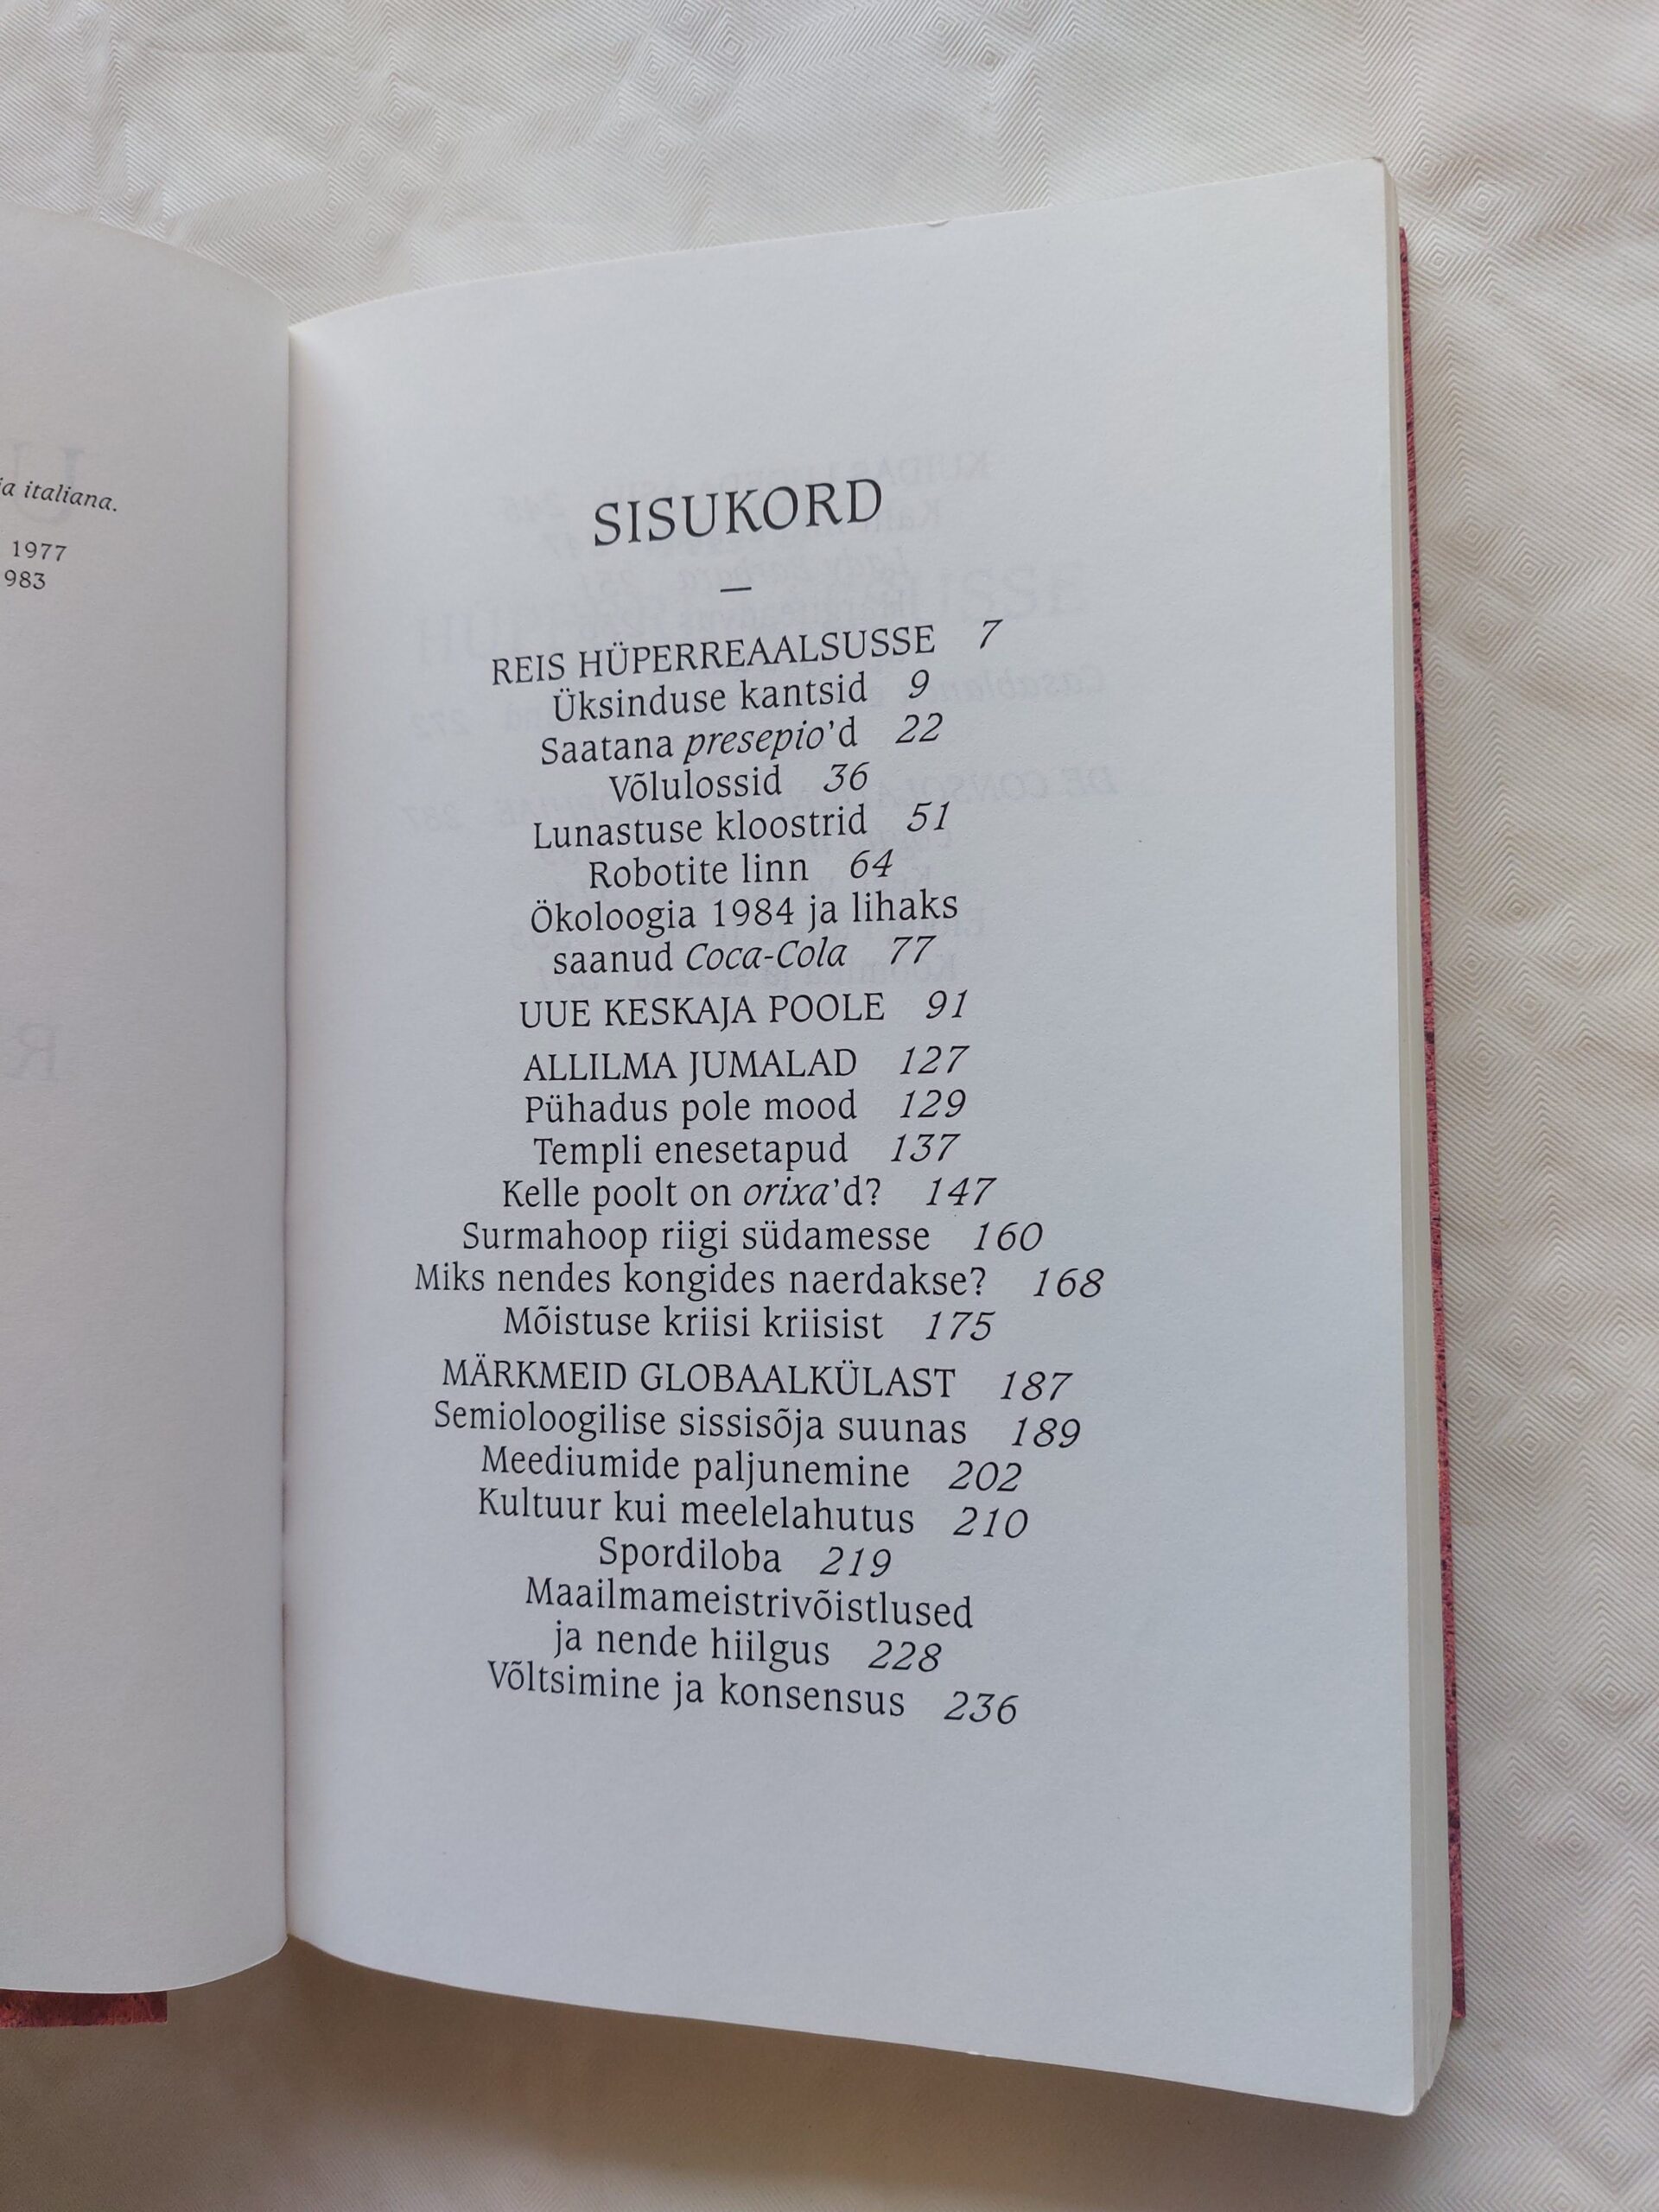 ia italiana.
1977
983
SISUKORD
—
REIS HÜPERREAALSUSSE 7
Üksinduse kantsid 9
Saatana presepio'd 22
Võlulossid 36
Lunastuse kloostrid 51
Robotite linn 64
Ökoloogia 1984 ja lihaks
saanud Coca-Cola 77
UUE KESKAJA POOLE 91
ALLILMA JUMALAD 127
Pühadus pole mood 129
Templi enesetapud 137
Kelle poolt on orixa'd? 147
Surmahoop riigi südamesse 160
Miks nendes kongides naerdakse? 168
Mõistuse kriisi kriisist 175
MÄRKMEID GLOBAALKÜLAST 187
Semioloogilise sissisõja suunas 189
Meediumide paljunemine 202
Kultuur kui meelelahutus 210
Spordiloba 219
Maailmameistrivõistlused
ja nende hiilgus 228
Võltsimine ja konsensus 236